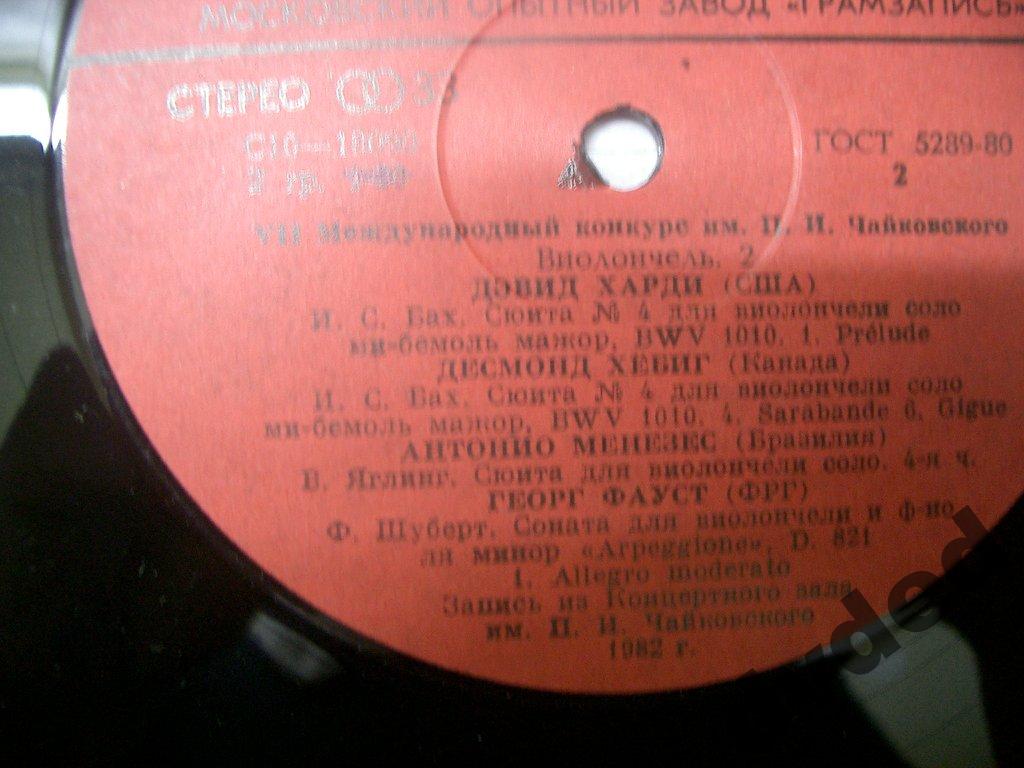 МОСКОВСКИЙ ОПЫТНЫЙ ЗАВОД «ГРАМЗАПИСЬ»
СТЕРЕО 33
ГОСТ 5289-80
2
VII Международный конкурс им. П. И. Чайковского
Виолончель. 2
ДЭВИД ХАРДИ (США)
И. С. Бах. Сюита № 4 для виолончели соло
ми-бемоль мажор, BWV 1010. 1. Prélude
ДЕСМОНД ХЁБИГ (Канада)
И. С. Бах. Сюита № 4 для виолончели соло
ми-бемоль мажор, BWV 1010. 4. Sarabande 6. Gigue
АНТОНИО МЕНЕЗЕС (Бразилия)
В. Яглинг. Сюита для виолончели соло. 4-я ч.
ГЕОРГ ФАУСТ (ФРГ)
Ф. Шуберт. Соната для виолончели и ф-но
ля минор «Arpeggione», D. 821
1. Allegro moderato
Запись из Концертного зала
им. П. И. Чайковского
1982 г.